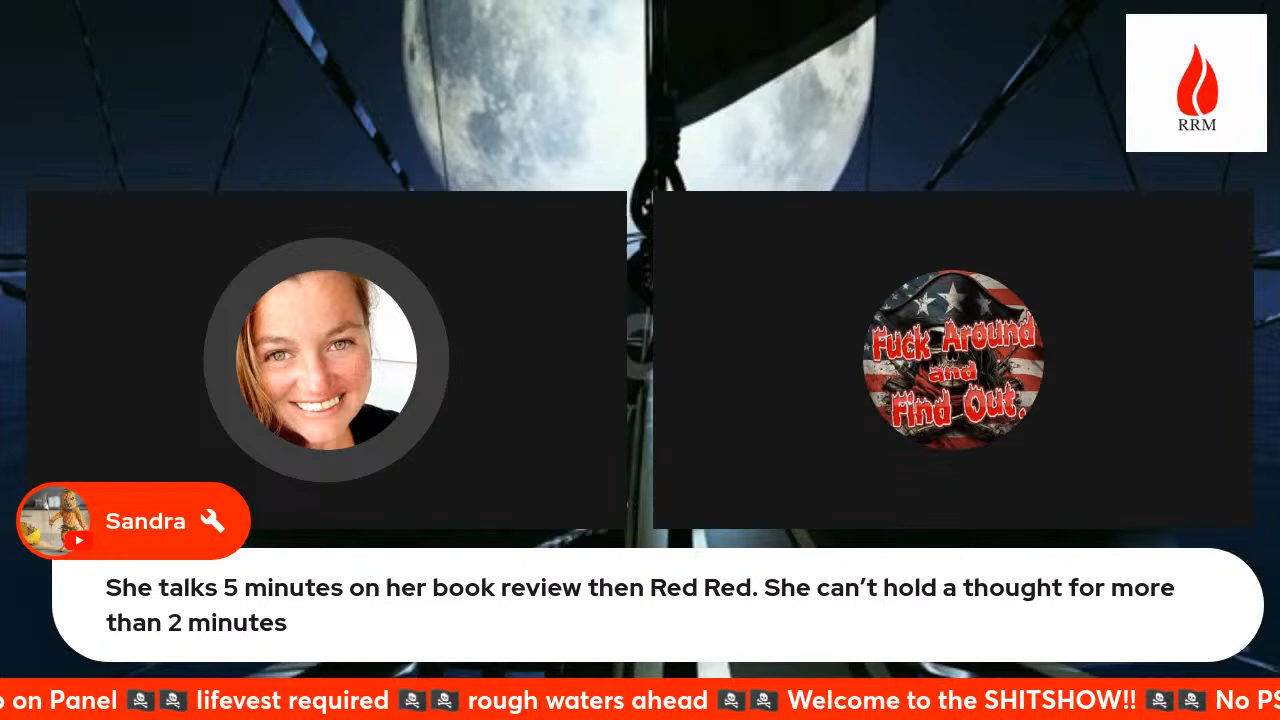 RRM
Fuck Around
and
Find Out.
Sandra
She talks 5 minutes on her book review then Red Red. She can’t hold a thought for more
than 2 minutes
on Panel 🏴‍☠️🏴‍☠️ lifevest required 🏴‍☠️🏴‍☠️ rough waters ahead 🏴‍☠️🏴‍☠️ Welcome to the SHITSHOW!! 🏴‍☠️🏴‍☠️ No